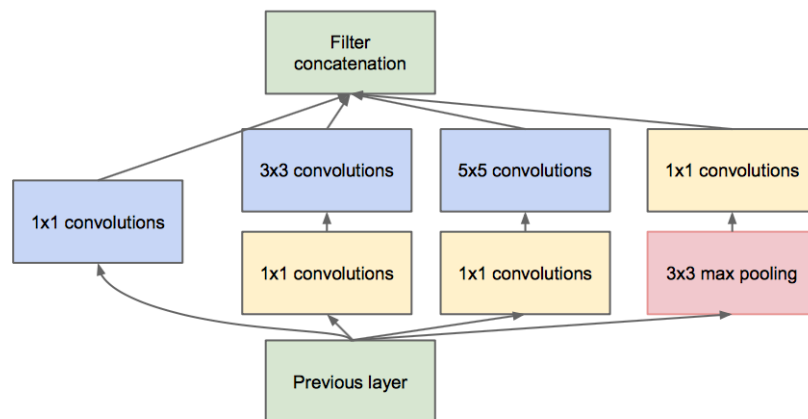 Filter
concatenation
3x3 convolutions
5x5 convolutions
1x1 convolutions
1x1 convolutions
1x1 convolutions
1x1 convolutions
3x3 max pooling
Previous layer